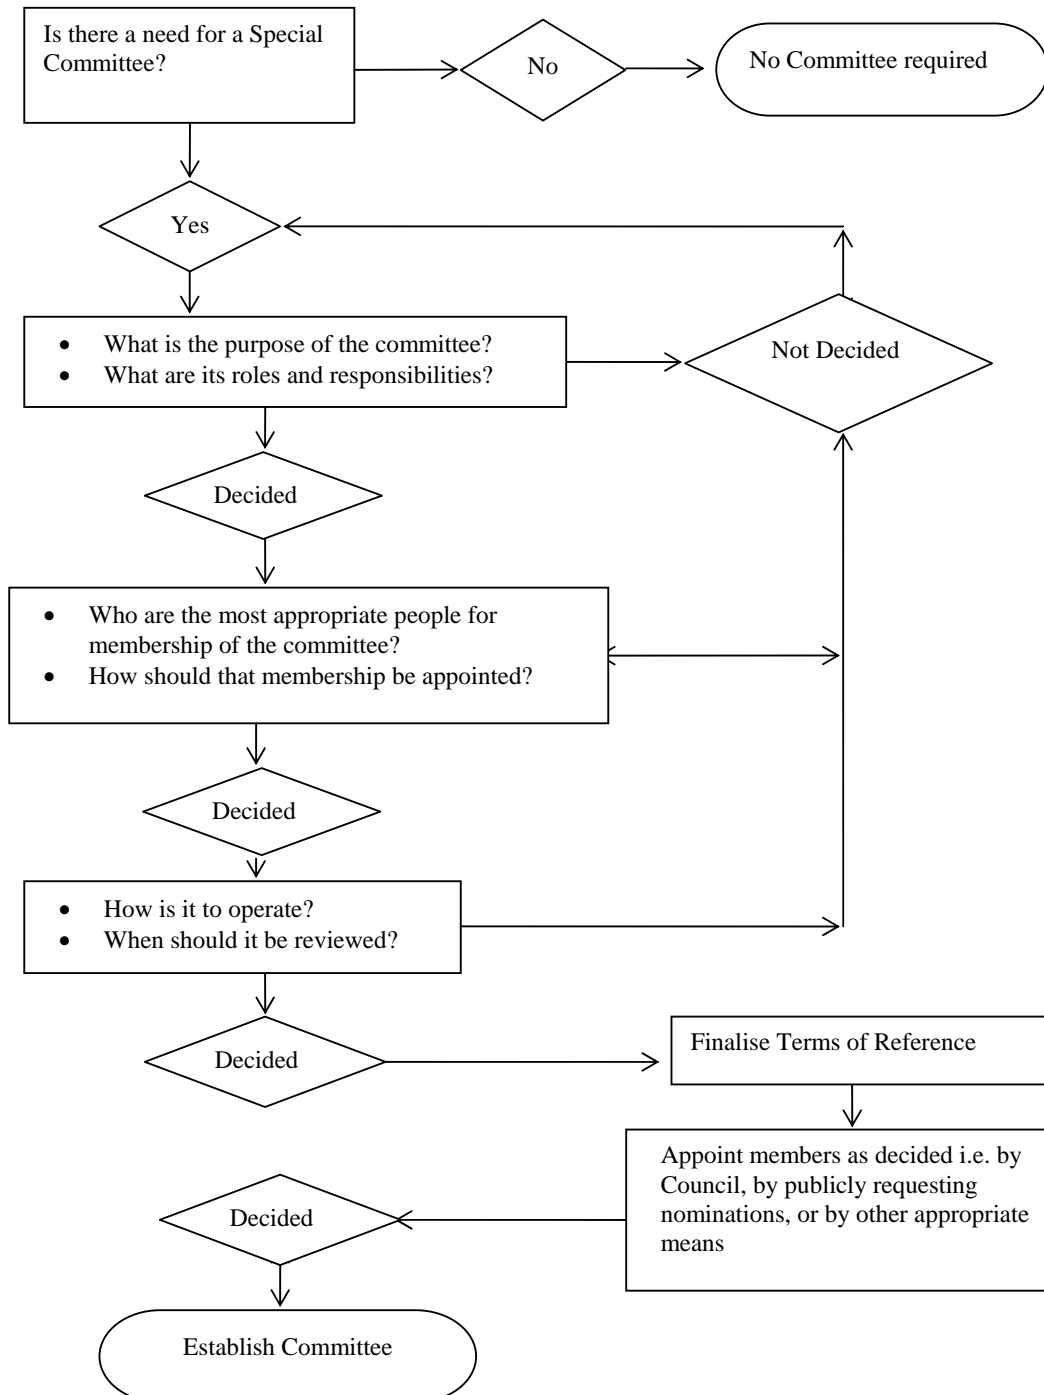 Is there a need for a Special
Committee?
No
No Committee required
Yes
• What is the purpose of the committee?
• What are its roles and responsibilities?
Not Decided
Decided
• Who are the most appropriate people for
membership of the committee?
• How should that membership be appointed?
Decided
• How is it to operate?
• When should it be reviewed?
Decided
Finalise Terms of Reference
Appoint members as decided i.e. by
Council, by publicly requesting
nominations, or by other appropriate
means
Decided
Establish Committee